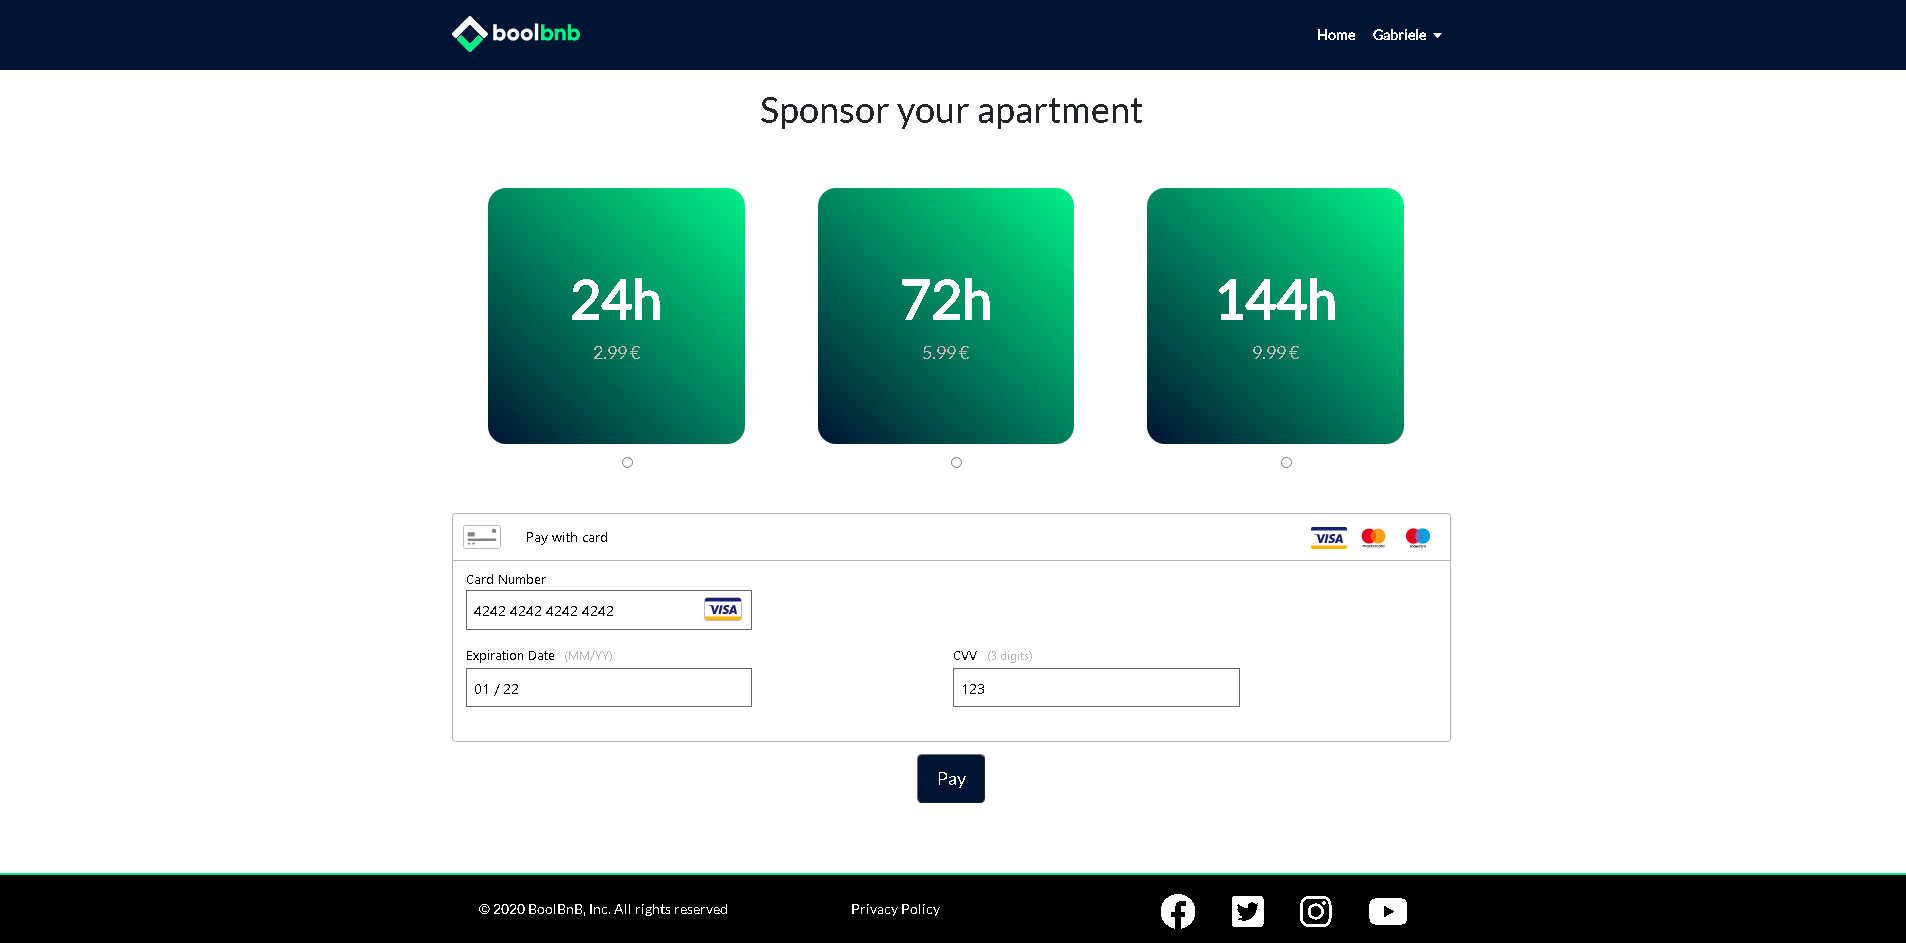 boolbnb
Home Gabriele
Sponsor your apartment
24h
2.99 €
72h
5.99 €
144h
9.99 €
Pay with card
VISA
mastercard
maestro
Card Number
4242 4242 4242 4242
VISA
Expiration Date (MM/YY)
01 / 22
CVV (3 digits)
123
Pay
© 2020 BoolBnB, Inc. All rights reserved
Privacy Policy